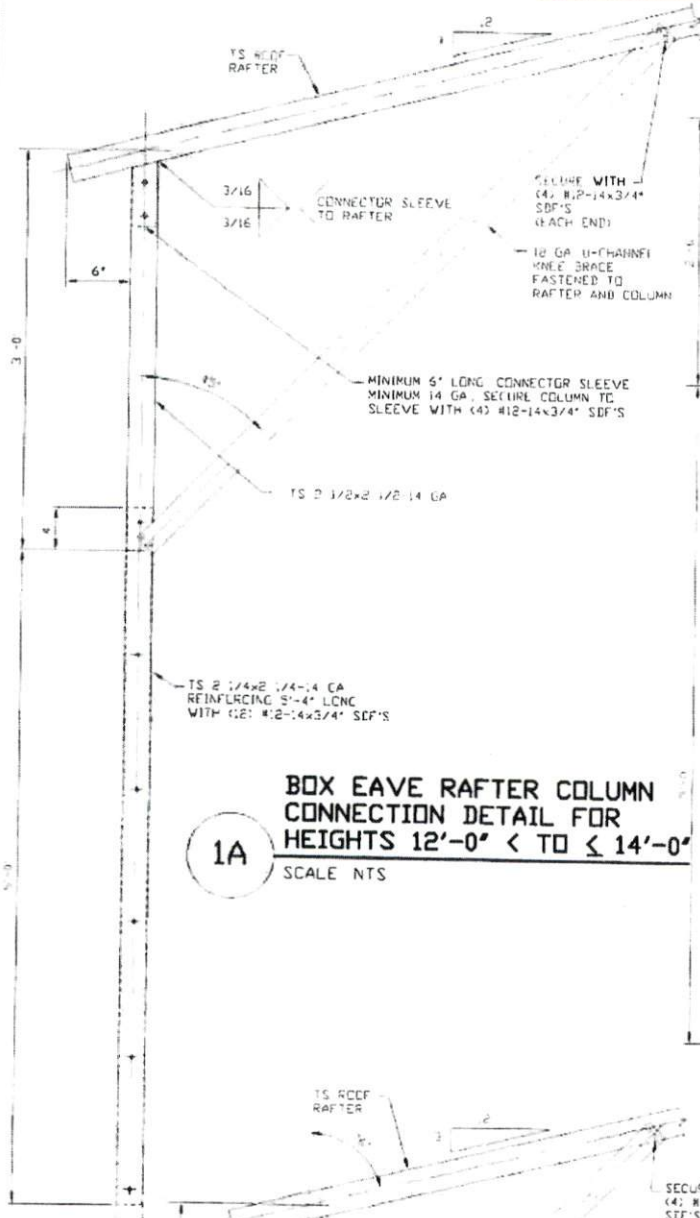 TS ROOF
RAFTER
3/16
3/16
CONNECTOR SLEEVE
TO RAFTER
SECURE WITH
(4) #12-14x3/4"
SDF'S
(EACH END)
6"
U-CHANNEL
KNEE BRACE
FASTENED TO
RAFTER AND COLUMN
MINIMUM 6" LONG CONNECTOR SLEEVE
MINIMUM 14 GA. SECURE COLUMN TO
SLEEVE WITH (4) #12-14x3/4" SDF'S
TS 2 1/2x2 1/2-14 GA
4
TS 2 1/4x2 1/4-14 GA
REINFORCING 5'-4" LONG
WITH (12) #12-14x3/4" SDF'S
BOX EAVE RAFTER COLUMN
CONNECTION DETAIL FOR
HEIGHTS 12'-0" < TO ≤ 14'-0"
1A
SCALE NTS
TS ROOF
RAFTER
3